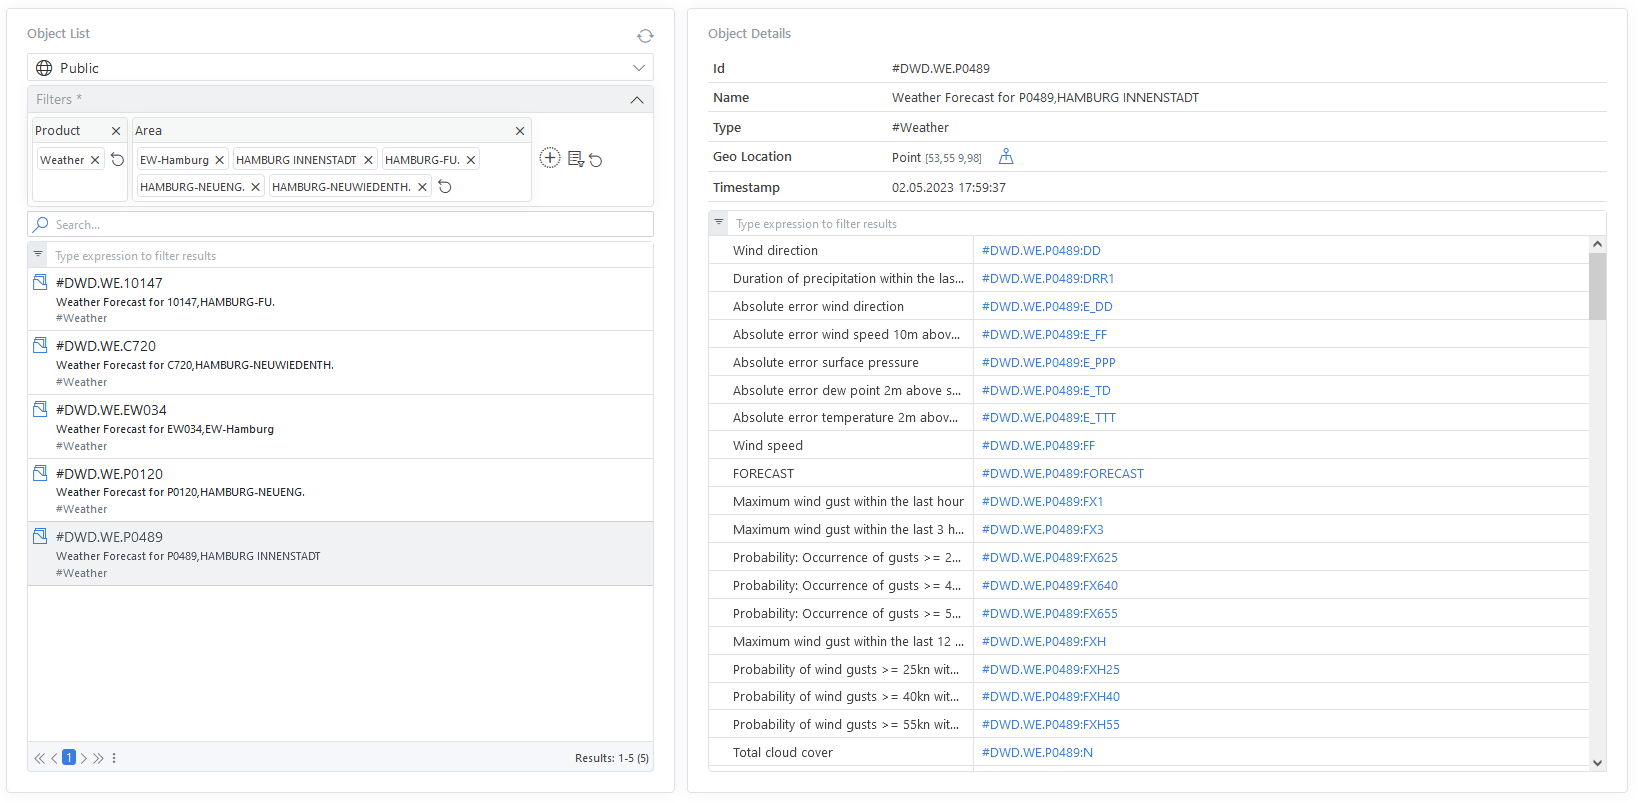 Object List
Public
Filters *
Product
Area
Weather
EW-Hamburg
HAMBURG INNENSTADT
HAMBURG-FU.
HAMBURG-NEUENG.
HAMBURG-NEUWIEDENTH.
Search...
Type expression to filter results
#DWD.WE.10147
Weather Forecast for 10147,HAMBURG-FU.
#Weather
#DWD.WE.C720
Weather Forecast for C720,HAMBURG-NEUWIEDENTH.
#Weather
#DWD.WE.EW034
Weather Forecast for EW034,EW-Hamburg
#Weather
#DWD.WE.P0120
Weather Forecast for P0120,HAMBURG-NEUENG.
#Weather
#DWD.WE.P0489
Weather Forecast for P0489,HAMBURG INNENSTADT
#Weather
1
Results: 1-5 (5)
Object Details
Id #DWD.WE.P0489
Name Weather Forecast for P0489,HAMBURG INNENSTADT
Type #Weather
Geo Location Point [53,55 9,98]
Timestamp 02.05.2023 17:59:37
Type expression to filter results
Wind direction #DWD.WE.P0489:DD
Duration of precipitation within the las... #DWD.WE.P0489:DRR1
Absolute error wind direction #DWD.WE.P0489:E_DD
Absolute error wind speed 10m abov... #DWD.WE.P0489:E_FF
Absolute error surface pressure #DWD.WE.P0489:E_PPP
Absolute error dew point 2m above s... #DWD.WE.P0489:E_TD
Absolute error temperature 2m abov... #DWD.WE.P0489:E_TTT
Wind speed #DWD.WE.P0489:FF
FORECAST #DWD.WE.P0489:FORECAST
Maximum wind gust within the last hour #DWD.WE.P0489:FX1
Maximum wind gust within the last 3 h... #DWD.WE.P0489:FX3
Probability: Occurrence of gusts >= 2... #DWD.WE.P0489:FX625
Probability: Occurrence of gusts >= 4... #DWD.WE.P0489:FX640
Probability: Occurrence of gusts >= 5... #DWD.WE.P0489:FX655
Maximum wind gust within the last 12 ... #DWD.WE.P0489:FXH
Probability of wind gusts >= 25kn wit... #DWD.WE.P0489:FXH25
Probability of wind gusts >= 40kn wit... #DWD.WE.P0489:FXH40
Probability of wind gusts >= 55kn wit... #DWD.WE.P0489:FXH55
Total cloud cover #DWD.WE.P0489:N